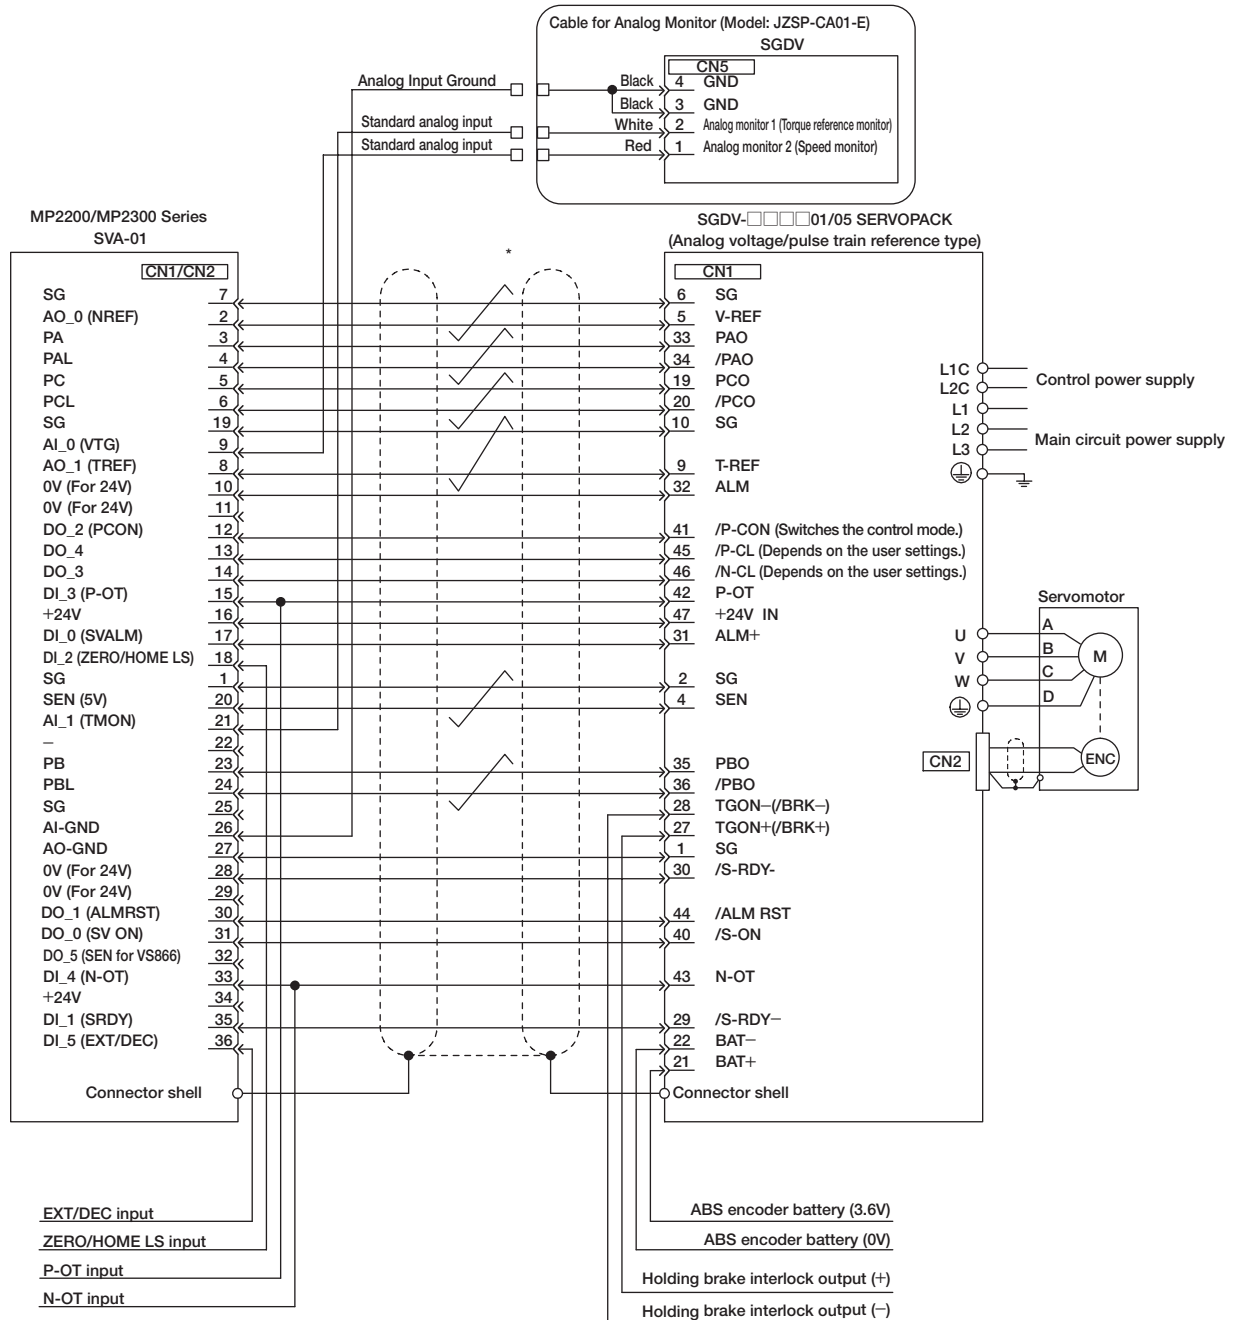 Cable for Analog Monitor (Model: JZSP-CA01-E)
SGDV
CN5
Analog Input Ground
Black 4 GND
Black 3 GND
Standard analog input
White 2 Analog monitor 1 (Torque reference monitor)
Standard analog input
Red 1 Analog monitor 2 (Speed monitor)
MP2200/MP2300 Series
SVA-01
SGDV-□□□□01/05 SERVOPACK
(Analog voltage/pulse train reference type)
*
CN1/CN2
CN1
SG 7
6 SG
AO_0 (NREF) 2
5 V-REF
PA 3
33 PAO
PAL 4
34 /PAO
PC 5
19 PCO
PCL 6
20 /PCO
SG 19
10 SG
AI_0 (VTG) 9
AO_1 (TREF) 8
9 T-REF
0V (For 24V) 10
32 ALM
0V (For 24V) 11
DO_2 (PCON) 12
41 /P-CON (Switches the control mode.)
DO_4 13
45 /P-CL (Depends on the user settings.)
DO_3 14
46 /N-CL (Depends on the user settings.)
DI_3 (P-OT) 15
42 P-OT
+24V 16
47 +24V IN
DI_0 (SVALM) 17
31 ALM+
DI_2 (ZERO/HOME LS) 18
SG 1
2 SG
SEN (5V) 20
4 SEN
AI_1 (TMON) 21
− 22
PB 23
35 PBO
PBL 24
36 /PBO
SG 25
28 TGON−(/BRK−)
AI-GND 26
27 TGON+(/BRK+)
AO-GND 27
1 SG
0V (For 24V) 28
30 /S-RDY-
0V (For 24V) 29
DO_1 (ALMRST) 30
44 /ALM RST
DO_0 (SV ON) 31
40 /S-ON
DO_5 (SEN for VS866) 32
DI_4 (N-OT) 33
43 N-OT
+24V 34
DI_1 (SRDY) 35
29 /S-RDY−
DI_5 (EXT/DEC) 36
22 BAT−
21 BAT+
Connector shell
Connector shell
L1C
L2C
Control power supply
L1
L2
L3
Main circuit power supply
Servomotor
U A
V B
W C
D
M
CN2
ENC
EXT/DEC input
ZERO/HOME LS input
P-OT input
N-OT input
ABS encoder battery (3.6V)
ABS encoder battery (0V)
Holding brake interlock output (+)
Holding brake interlock output (−)